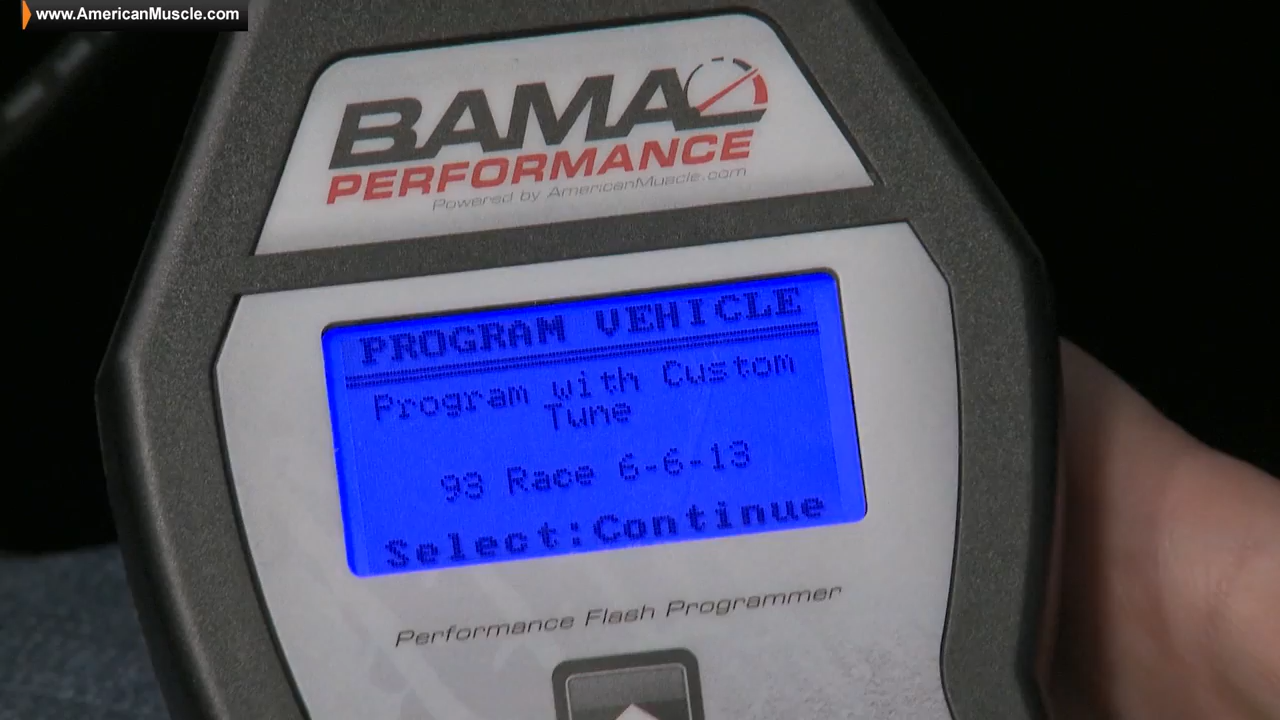 www.AmericanMuscle.com
BAMA
PERFORMANCE
Powered by AmericanMuscle.com
PROGRAM VEHICLE
Program with Custom
Tune
93 Race 6-6-13
Select:Continue
Performance Flash Programmer